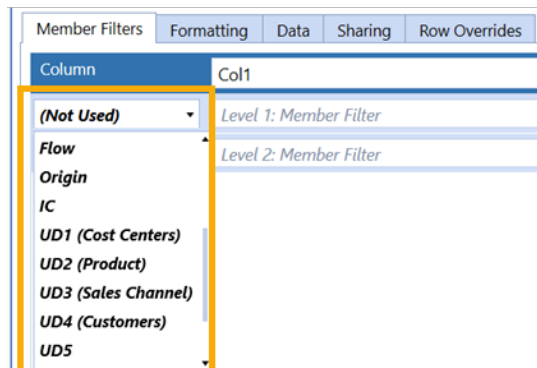 Member Filters Formatting Data Sharing Row Overrides
Column Col1
(Not Used) Level 1: Member Filter
Flow
Level 2: Member Filter
Origin
IC
UD1 (Cost Centers)
UD2 (Product)
UD3 (Sales Channel)
UD4 (Customers)
UD5